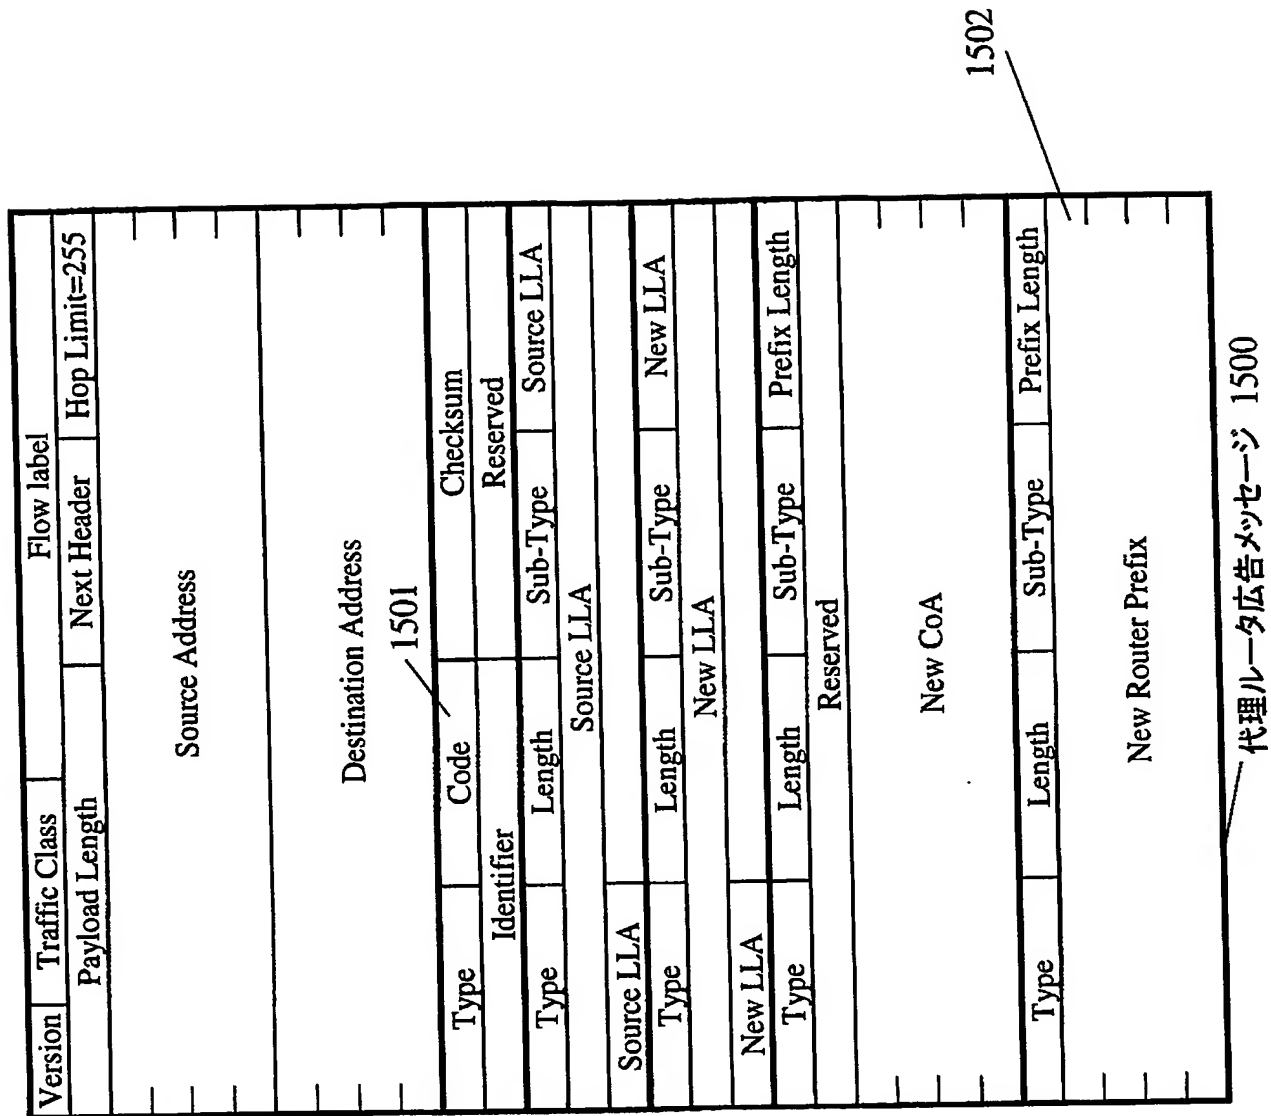 Version Traffic Class Flow label
Payload Length Next Header Hop Limit=255
Source Address
Destination Address
1501
Type Code Checksum
Identifier Reserved
Type Length Sub-Type Source LLA
Source LLA
Source LLA
Type Length Sub-Type New LLA
New LLA
New LLA
Type Length Sub-Type Prefix Length
Reserved
New CoA
Type Length Sub-Type Prefix Length
1502
New Router Prefix
代理ルータ広告メッセージ 1500